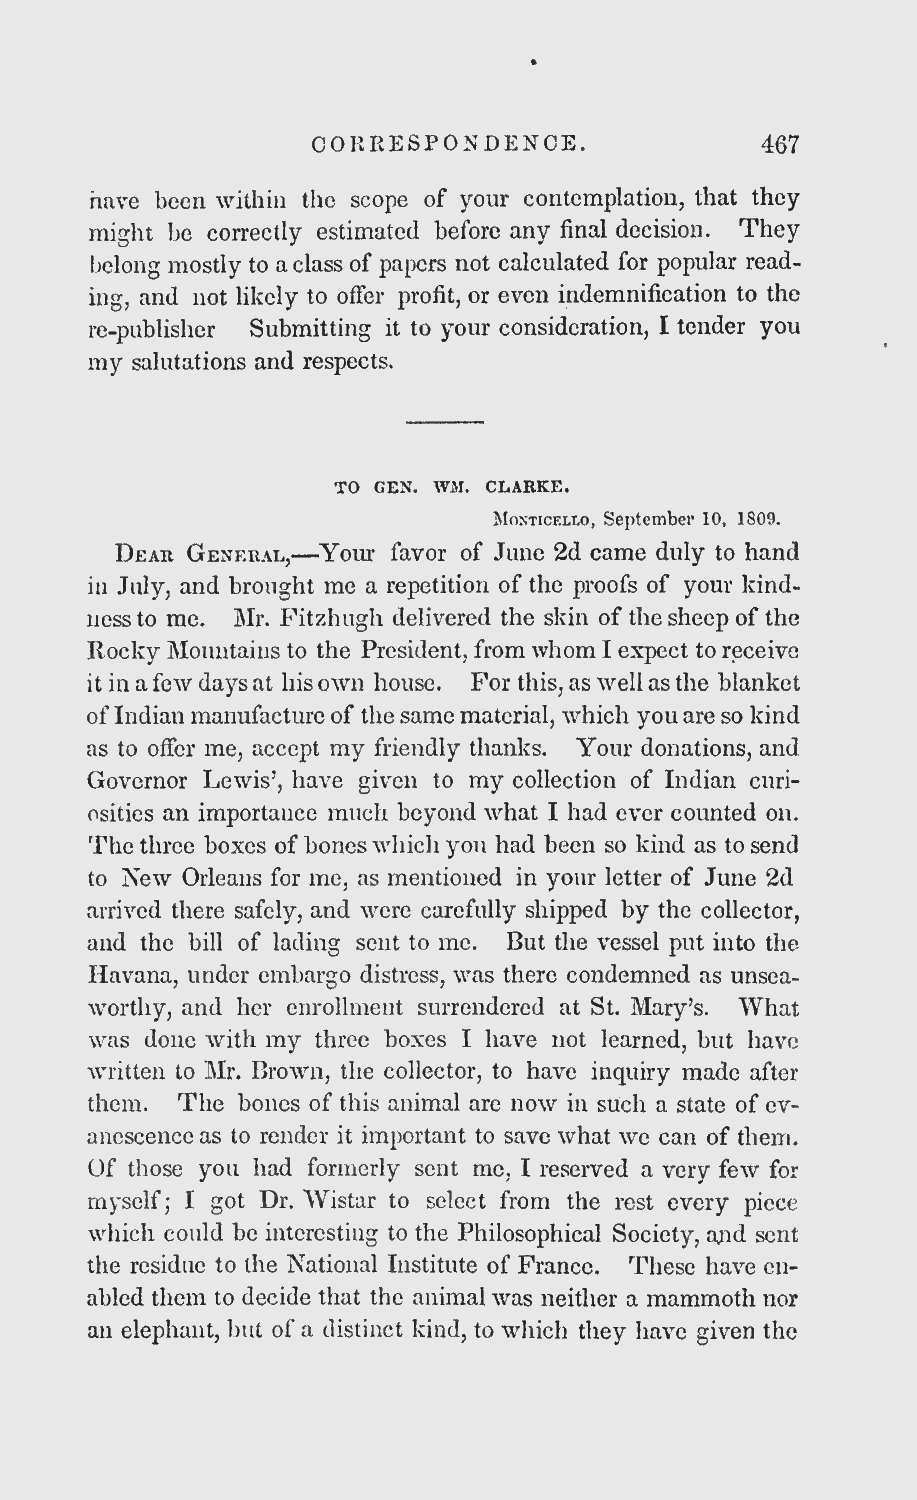 CORRESPONDENCE. 467
have been within the scope of your contemplation, that they
might be correctly estimated before any final decision. They
belong mostly to a class of papers not calculated for popular read-
ing, and not likely to offer profit, or even indemnification to the
re-publisher Submitting it to your consideration, I tender you
my salutations and respects.
TO GEN. WM. CLARKE.
MONTICELLO, September 10, 1809.
DEAR GENERAL,—Your favor of June 2d came duly to hand
in July, and brought me a repetition of the proofs of your kind-
ness to me. Mr. Fitzhugh delivered the skin of the sheep of the
Rocky Mountains to the President, from whom I expect to receive
it in a few days at his own house. For this, as well as the blanket
of Indian manufacture of the same material, which you are so kind
as to offer me, accept my friendly thanks. Your donations, and
Governor Lewis', have given to my collection of Indian curi-
osities an importance much beyond what I had ever counted on.
The three boxes of bones which you had been so kind as to send
to New Orleans for me, as mentioned in your letter of June 2d
arrived there safely, and were carefully shipped by the collector,
and the bill of lading sent to me. But the vessel put into the
Havana, under embargo distress, was there condemned as unsea-
worthy, and her enrollment surrendered at St. Mary's. What
was done with my three boxes I have not learned, but have
written to Mr. Brown, the collector, to have inquiry made after
them. The bones of this animal are now in such a state of ev-
anescence as to render it important to save what we can of them.
Of those you had formerly sent me, I reserved a very few for
myself; I got Dr. Wistar to select from the rest every piece
which could be interesting to the Philosophical Society, and sent
the residue to the National Institute of France. These have en-
abled them to decide that the animal was neither a mammoth nor
an elephant, but of a distinct kind, to which they have given the